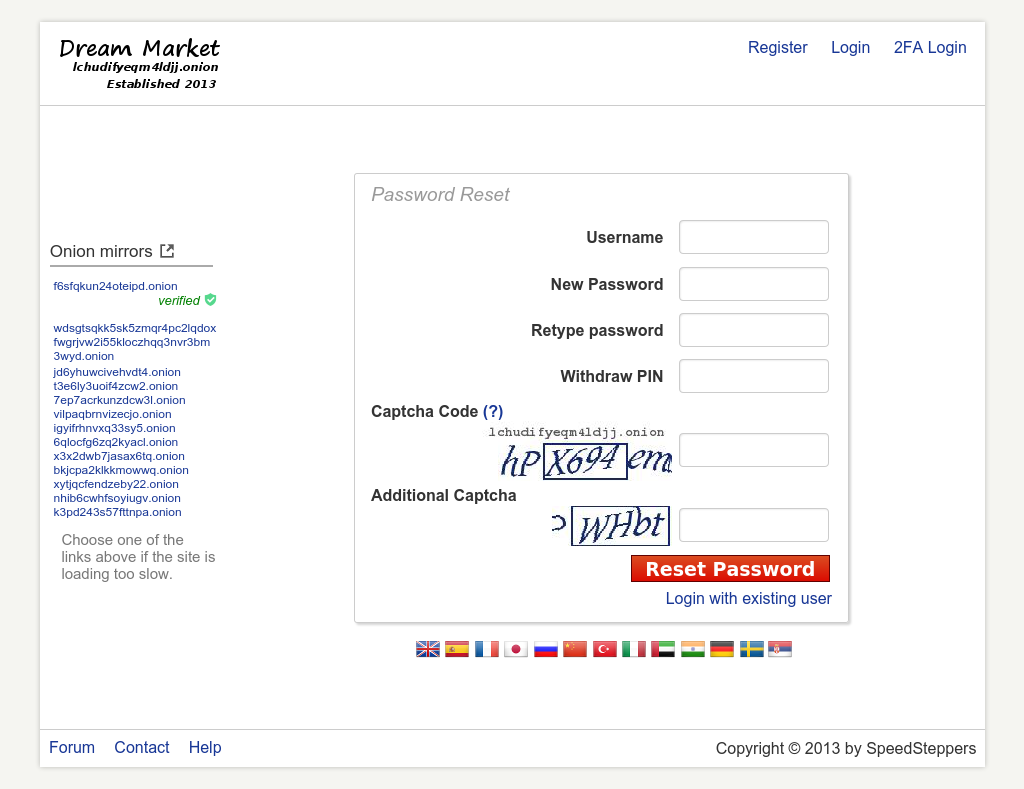 Dream Market
lchudifyeqm4ldjj.onion
Established 2013
Register Login 2FA Login
Onion mirrors
f6sfqkun24oteipd.onion
verified
wdsgtsqkk5sk5zmqr4pc2lqdox
fwgrjvw2i55kloczhqq3nvr3bm
3wyd.onion
jd6yhuwcivehvdt4.onion
t3e6ly3uoif4zcw2.onion
7ep7acrkunzdcw3l.onion
vilpaqbrnvizecjo.onion
igyifrhnvxq33sy5.onion
6qlocfg6zq2kyacl.onion
x3x2dwb7jasax6tq.onion
bkjcpa2klkkmowwq.onion
xytjqcfendzeby22.onion
nhib6cwhfsoyiugv.onion
k3pd243s57fttnpa.onion
Choose one of the
links above if the site is
loading too slow.
Password Reset
Username
New Password
Retype password
Withdraw PIN
Captcha Code (?)
lchudifyeqm4ldjj.onion
hP X694 em
Additional Captcha
WHbt
Reset Password
Login with existing user
Forum Contact Help
Copyright © 2013 by SpeedSteppers